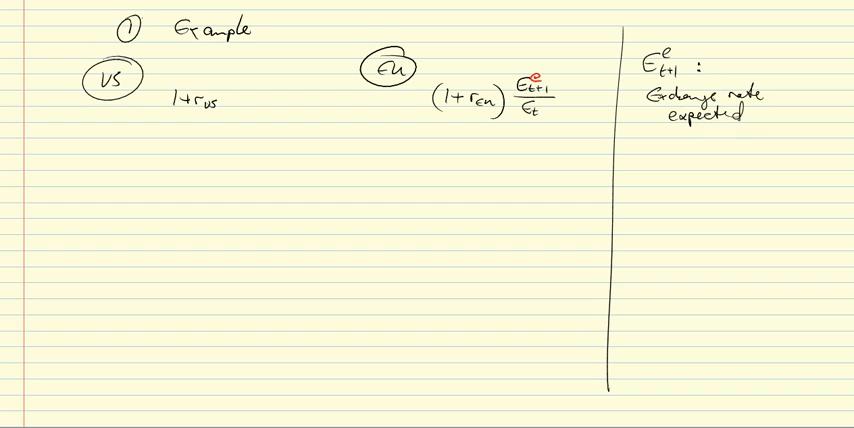 ① Example
US
EU
1+r_US
(1+r_EU) E^e_t+1 / E_t
E^e_t+1 :
Exchange rate
expected